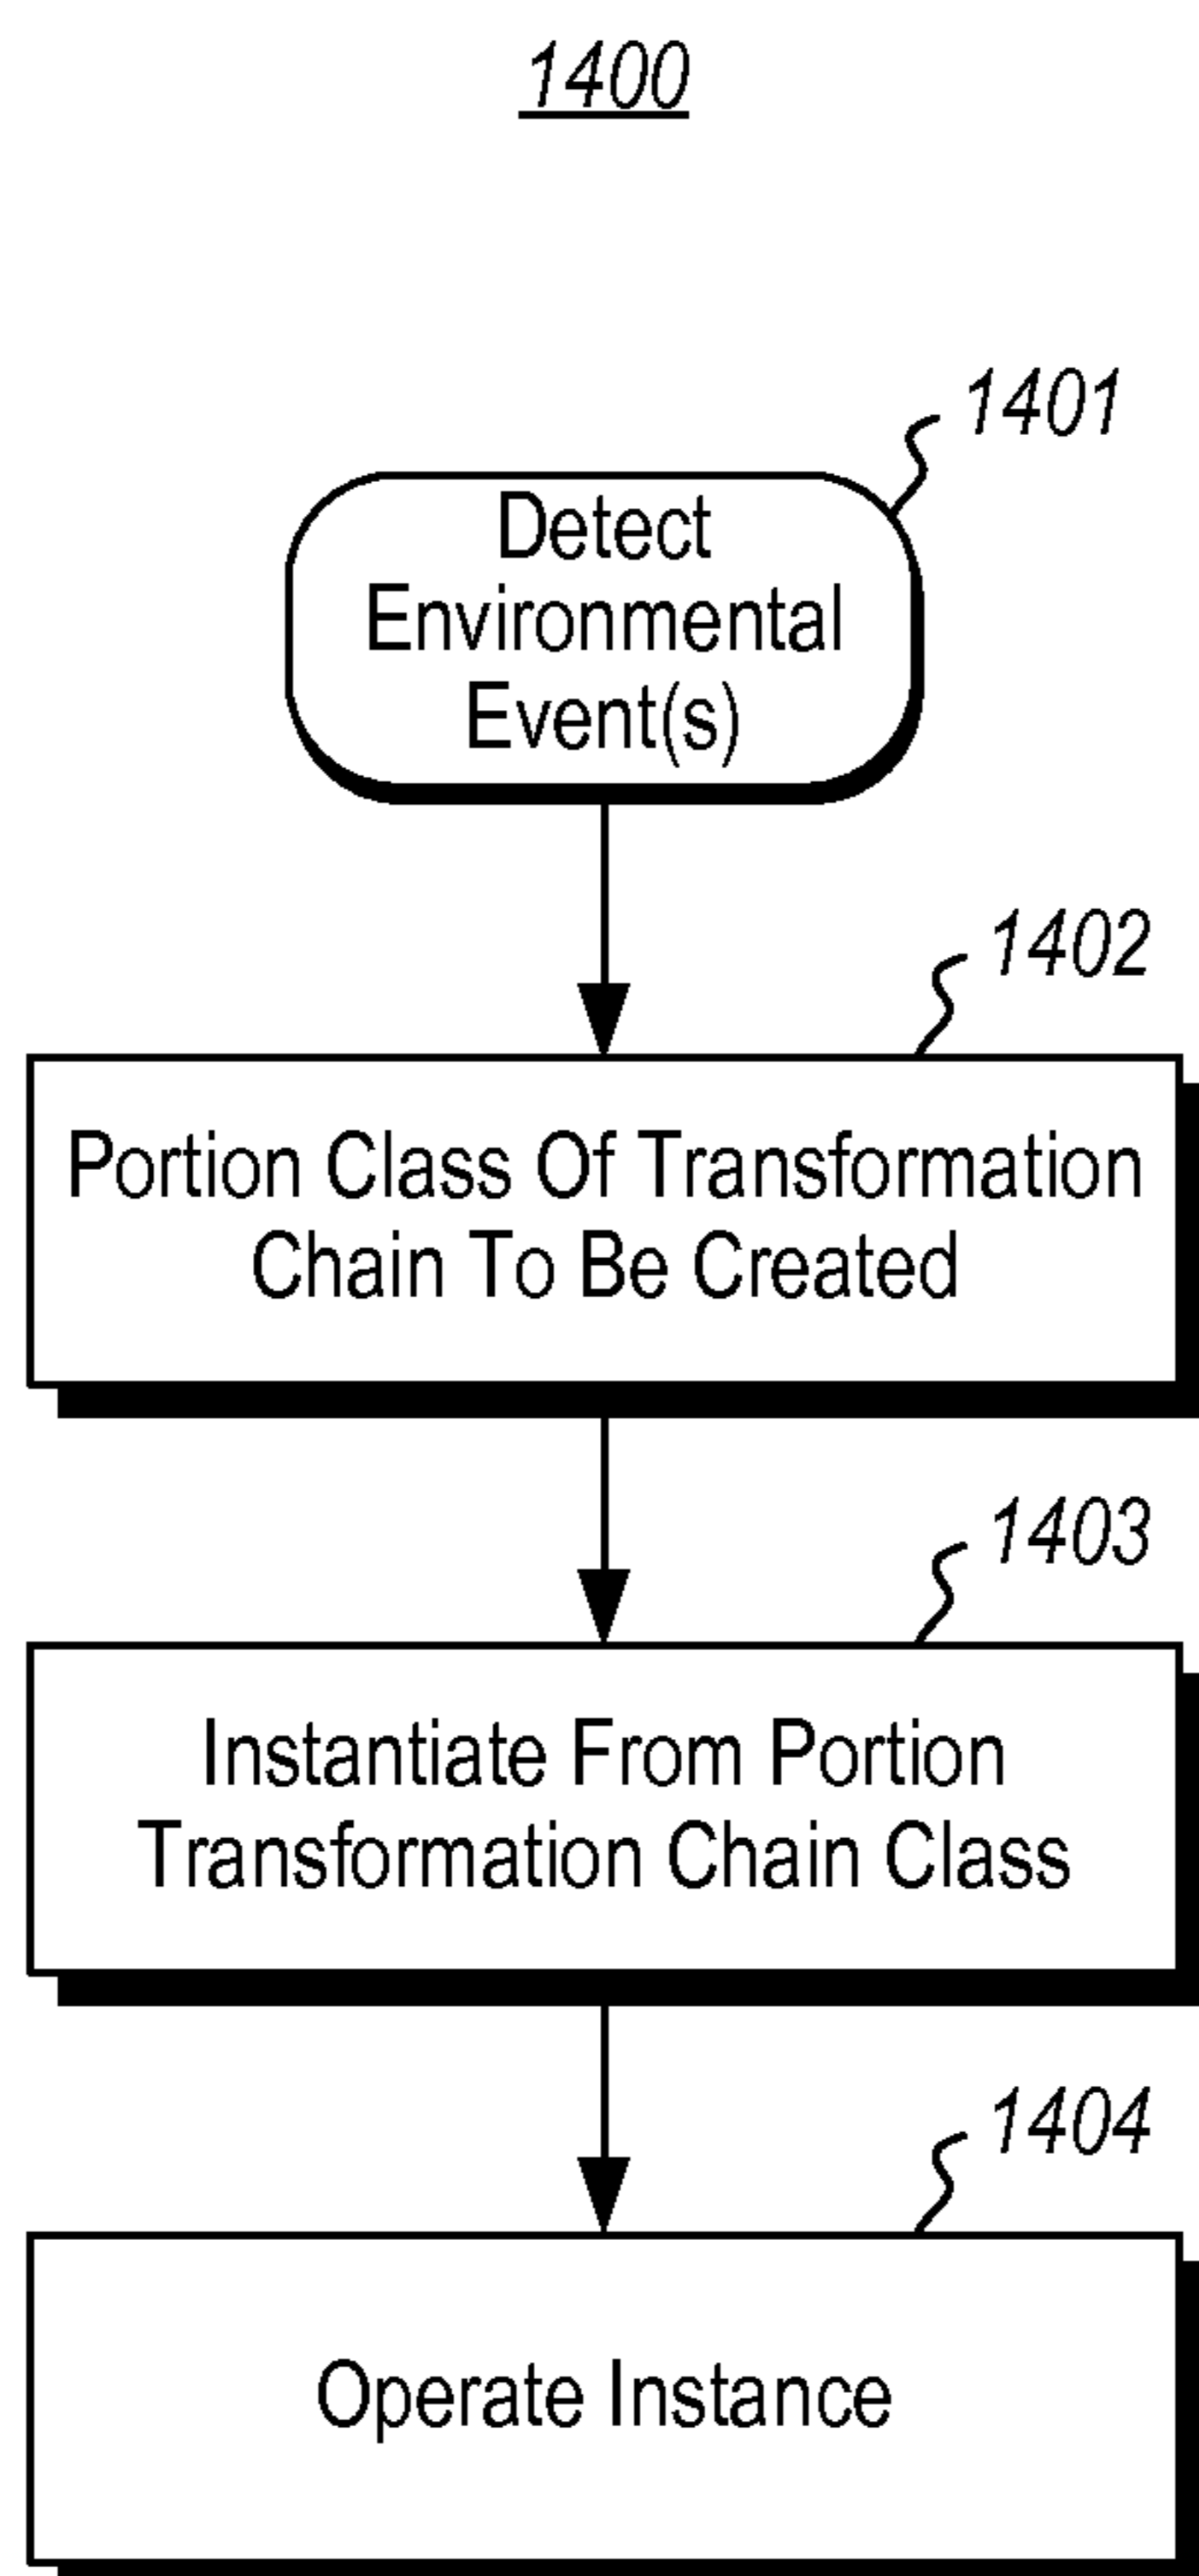 1400
1401
Detect
Environmental
Event(s)
1402
Portion Class Of Transformation
Chain To Be Created
1403
Instantiate From Portion
Transformation Chain Class
1404
Operate Instance